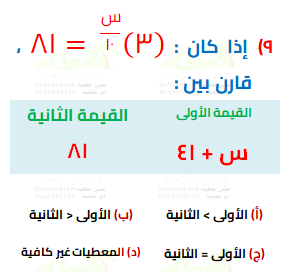 ٩) إذا كان : (٣)^(س/١٠) = ٨١ ،
قارن بين :
القيمة الأولى القيمة الثانية
س + ٤١ ٨١
(أ) الأولى > الثانية (ب) الأولى < الثانية
(ج) الأولى = الثانية (د) المعطيات غير كافية